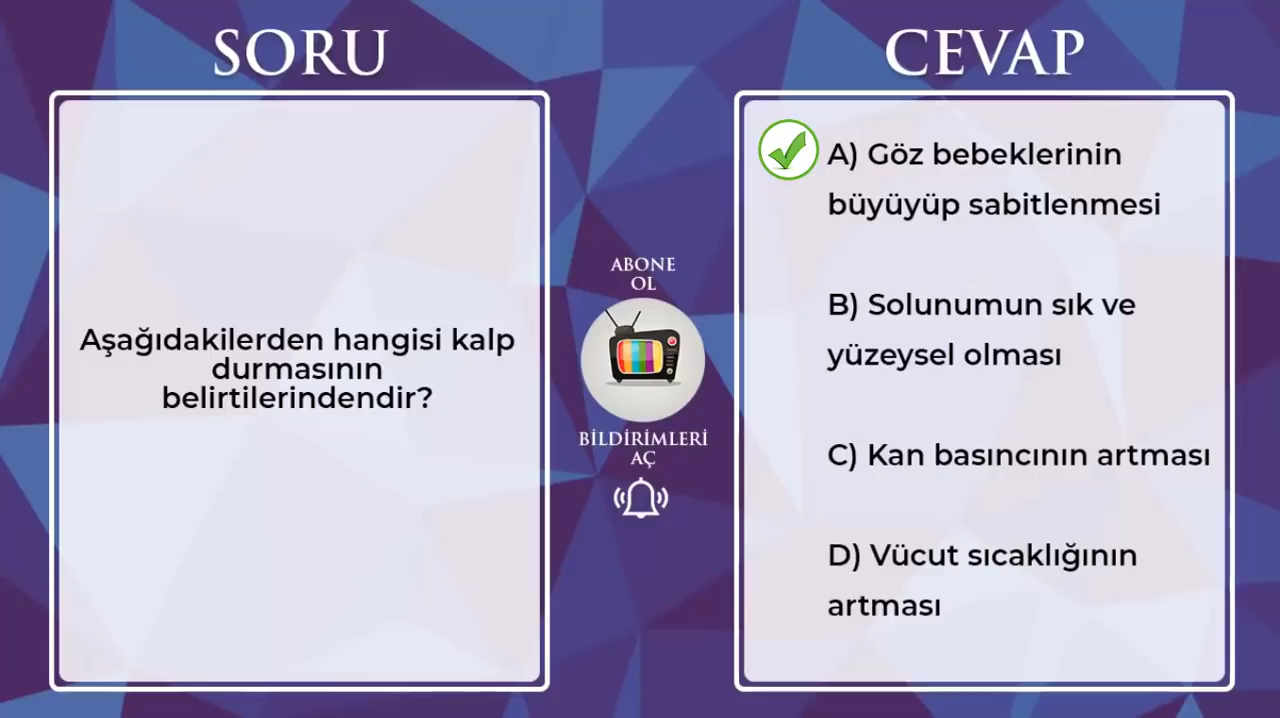 SORU
Aşağıdakilerden hangisi kalp
durmasının
belirtilerindendir?
ABONE
OL
BİLDİRİMLERİ
AÇ
CEVAP
A) Göz bebeklerinin
büyüyüp sabitlenmesi
B) Solunumun sık ve
yüzeysel olması
C) Kan basıncının artması
D) Vücut sıcaklığının
artması